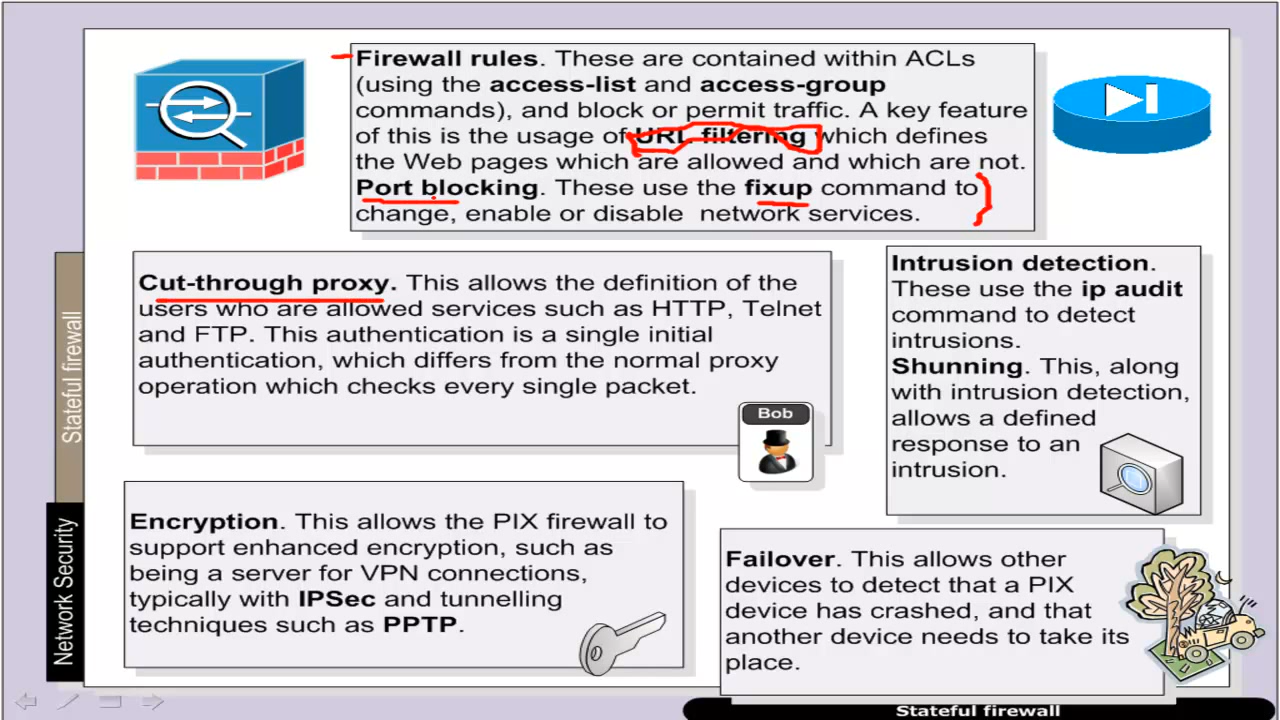 Firewall rules. These are contained within ACLs
(using the access-list and access-group
commands), and block or permit traffic. A key feature
of this is the usage of URL filtering which defines
the Web pages which are allowed and which are not.
Port blocking. These use the fixup command to
change, enable or disable network services.
Cut-through proxy. This allows the definition of the
users who are allowed services such as HTTP, Telnet
and FTP. This authentication is a single initial
authentication, which differs from the normal proxy
operation which checks every single packet.
Bob
Intrusion detection.
These use the ip audit
command to detect
intrusions.
Shunning. This, along
with intrusion detection,
allows a defined
response to an
intrusion.
Encryption. This allows the PIX firewall to
support enhanced encryption, such as
being a server for VPN connections,
typically with IPSec and tunnelling
techniques such as PPTP.
Failover. This allows other
devices to detect that a PIX
device has crashed, and that
another device needs to take its
place.
Stateful firewall
Network Security
Stateful firewall